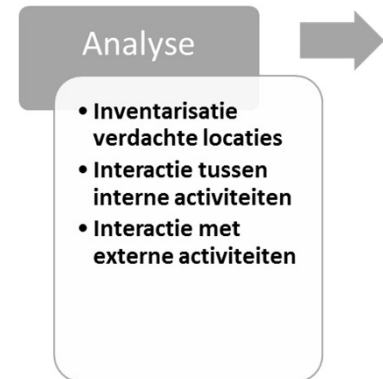 Analyse
• Inventarisatie
verdachte locaties
• Interactie tussen
interne activiteiten
• Interactie met
externe activiteiten